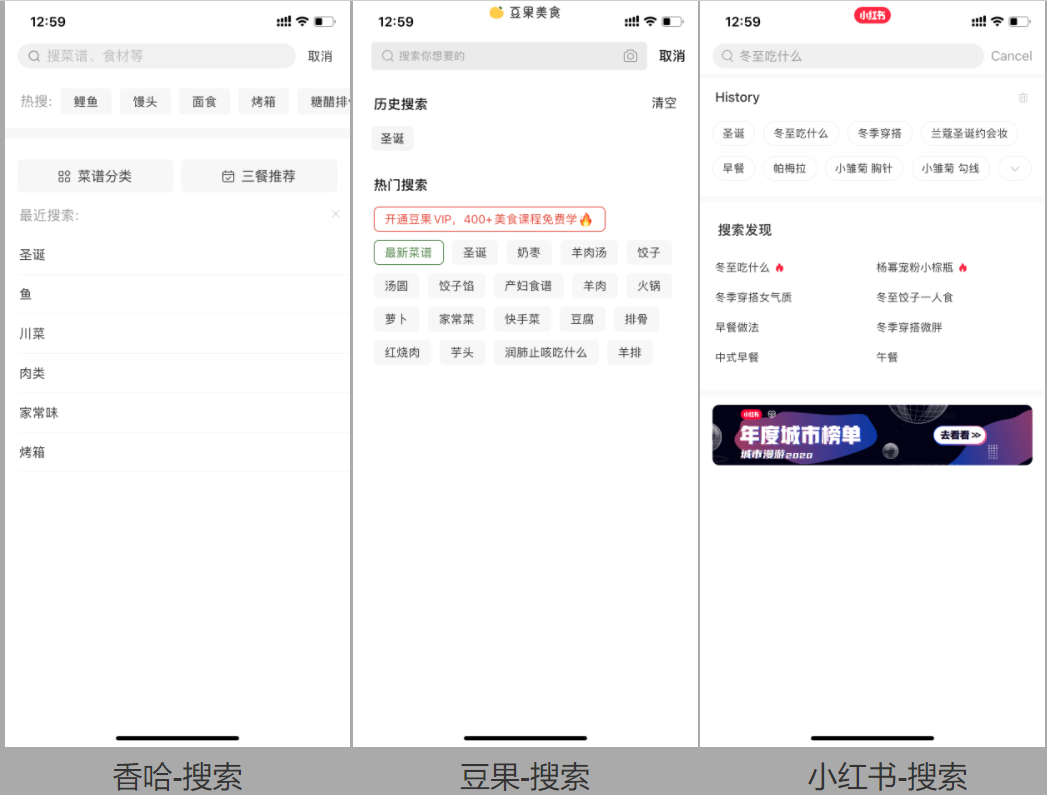 12:59
搜菜谱、食材等
取消
热搜:
鲤鱼
馒头
面食
烤箱
糖醋排
菜谱分类
三餐推荐
最近搜索:
圣诞
鱼
川菜
肉类
家常味
烤箱
香哈-搜索
12:59
豆果美食
搜索你想要的
取消
历史搜索
清空
圣诞
热门搜索
开通豆果VIP，400+美食课程免费学
最新菜谱
圣诞
奶枣
羊肉汤
饺子
汤圆
饺子馅
产妇食谱
羊肉
火锅
萝卜
家常菜
快手菜
豆腐
排骨
红烧肉
芋头
润肺止咳吃什么
羊排
豆果-搜索
12:59
小红书
冬至吃什么
Cancel
History
圣诞
冬至吃什么
冬季穿搭
兰蔻圣诞约会妆
早餐
帕梅拉
小雏菊 胸针
小雏菊 勾线
搜索发现
冬至吃什么
杨幂宠粉小棕瓶
冬季穿搭女气质
冬至饺子一人食
早餐做法
冬季穿搭微胖
中式早餐
午餐
小红书
年度城市榜单
城市漫游2020
去看看
小红书-搜索